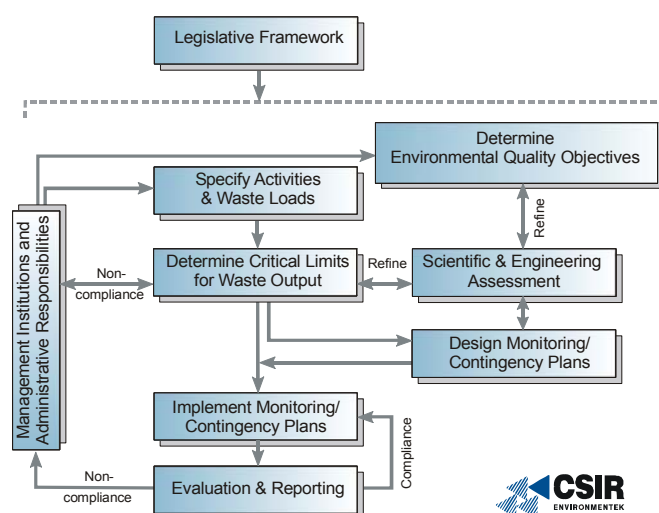 Legislative Framework
Determine
Environmental Quality Objectives
Specify Activities
& Waste Loads
Refine
Management Institutions and
Administrative Responsibilities
Non-
compliance
Determine Critical Limits
for Waste Output
Refine
Scientific & Engineering
Assessment
Design Monitoring/
Contingency Plans
Implement Monitoring/
Contingency Plans
Compliance
Non-
compliance
Evaluation & Reporting
CSIR
ENVIRONMENTEK